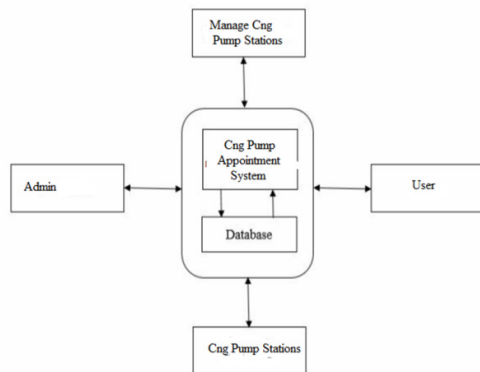 Manage Cng
Pump Stations
Cng Pump
Appointment
System
Admin
User
Database
Cng Pump Stations